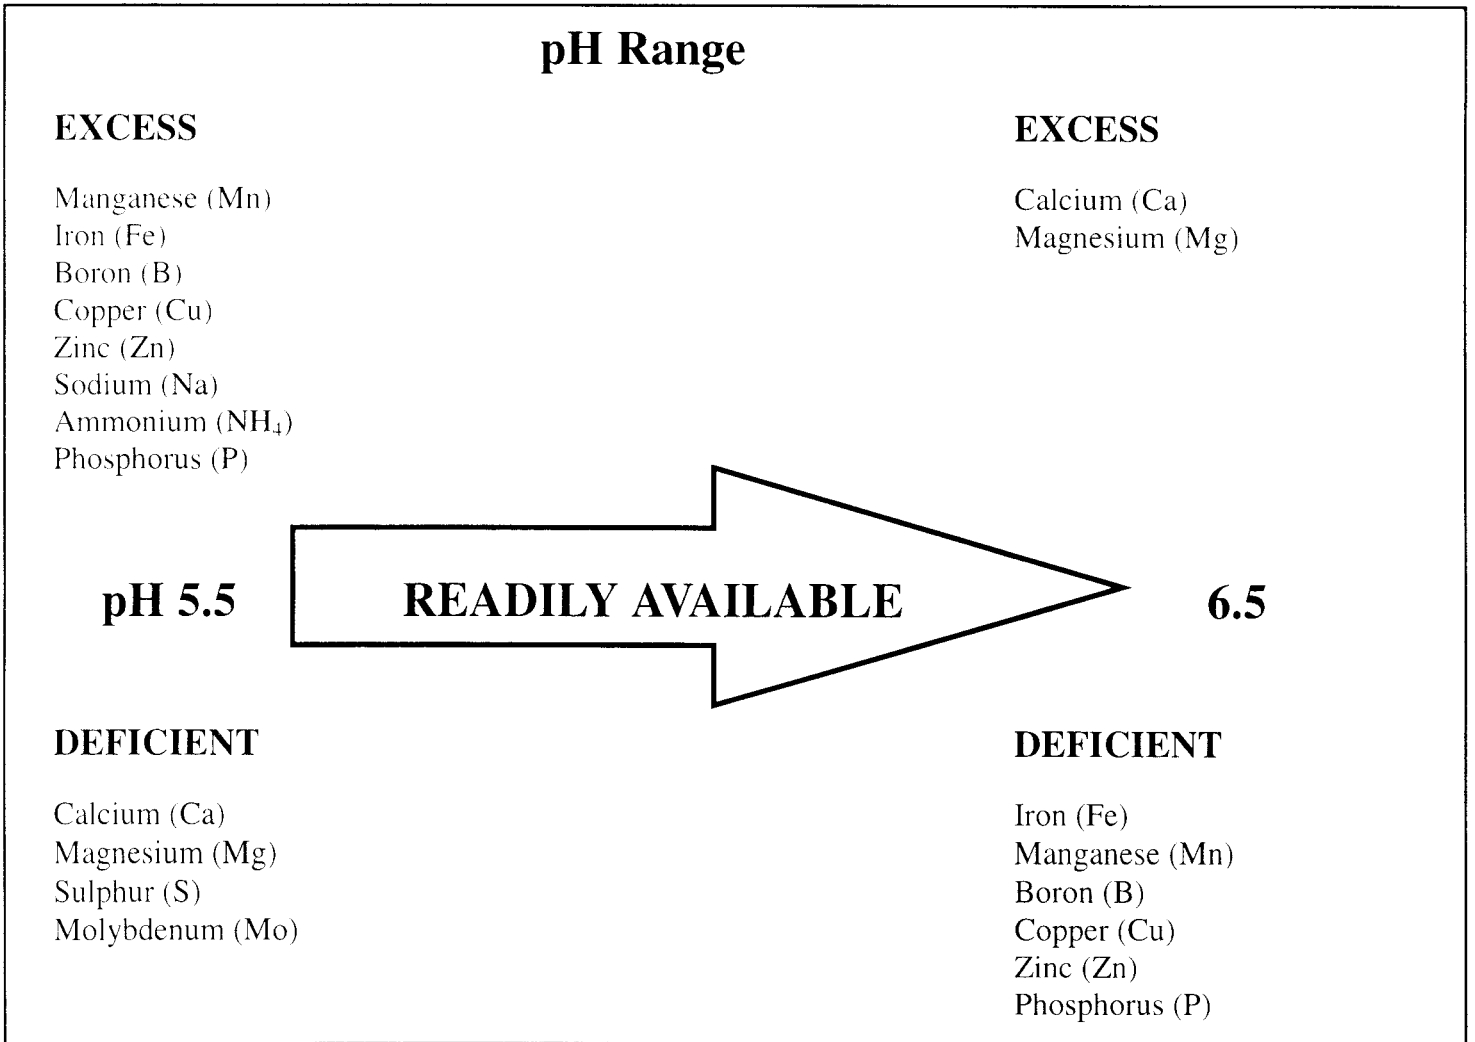 pH Range
EXCESS
Manganese (Mn)
Iron (Fe)
Boron (B)
Copper (Cu)
Zinc (Zn)
Sodium (Na)
Ammonium (NH₄)
Phosphorus (P)
EXCESS
Calcium (Ca)
Magnesium (Mg)
pH 5.5
READILY AVAILABLE
6.5
DEFICIENT
Calcium (Ca)
Magnesium (Mg)
Sulphur (S)
Molybdenum (Mo)
DEFICIENT
Iron (Fe)
Manganese (Mn)
Boron (B)
Copper (Cu)
Zinc (Zn)
Phosphorus (P)